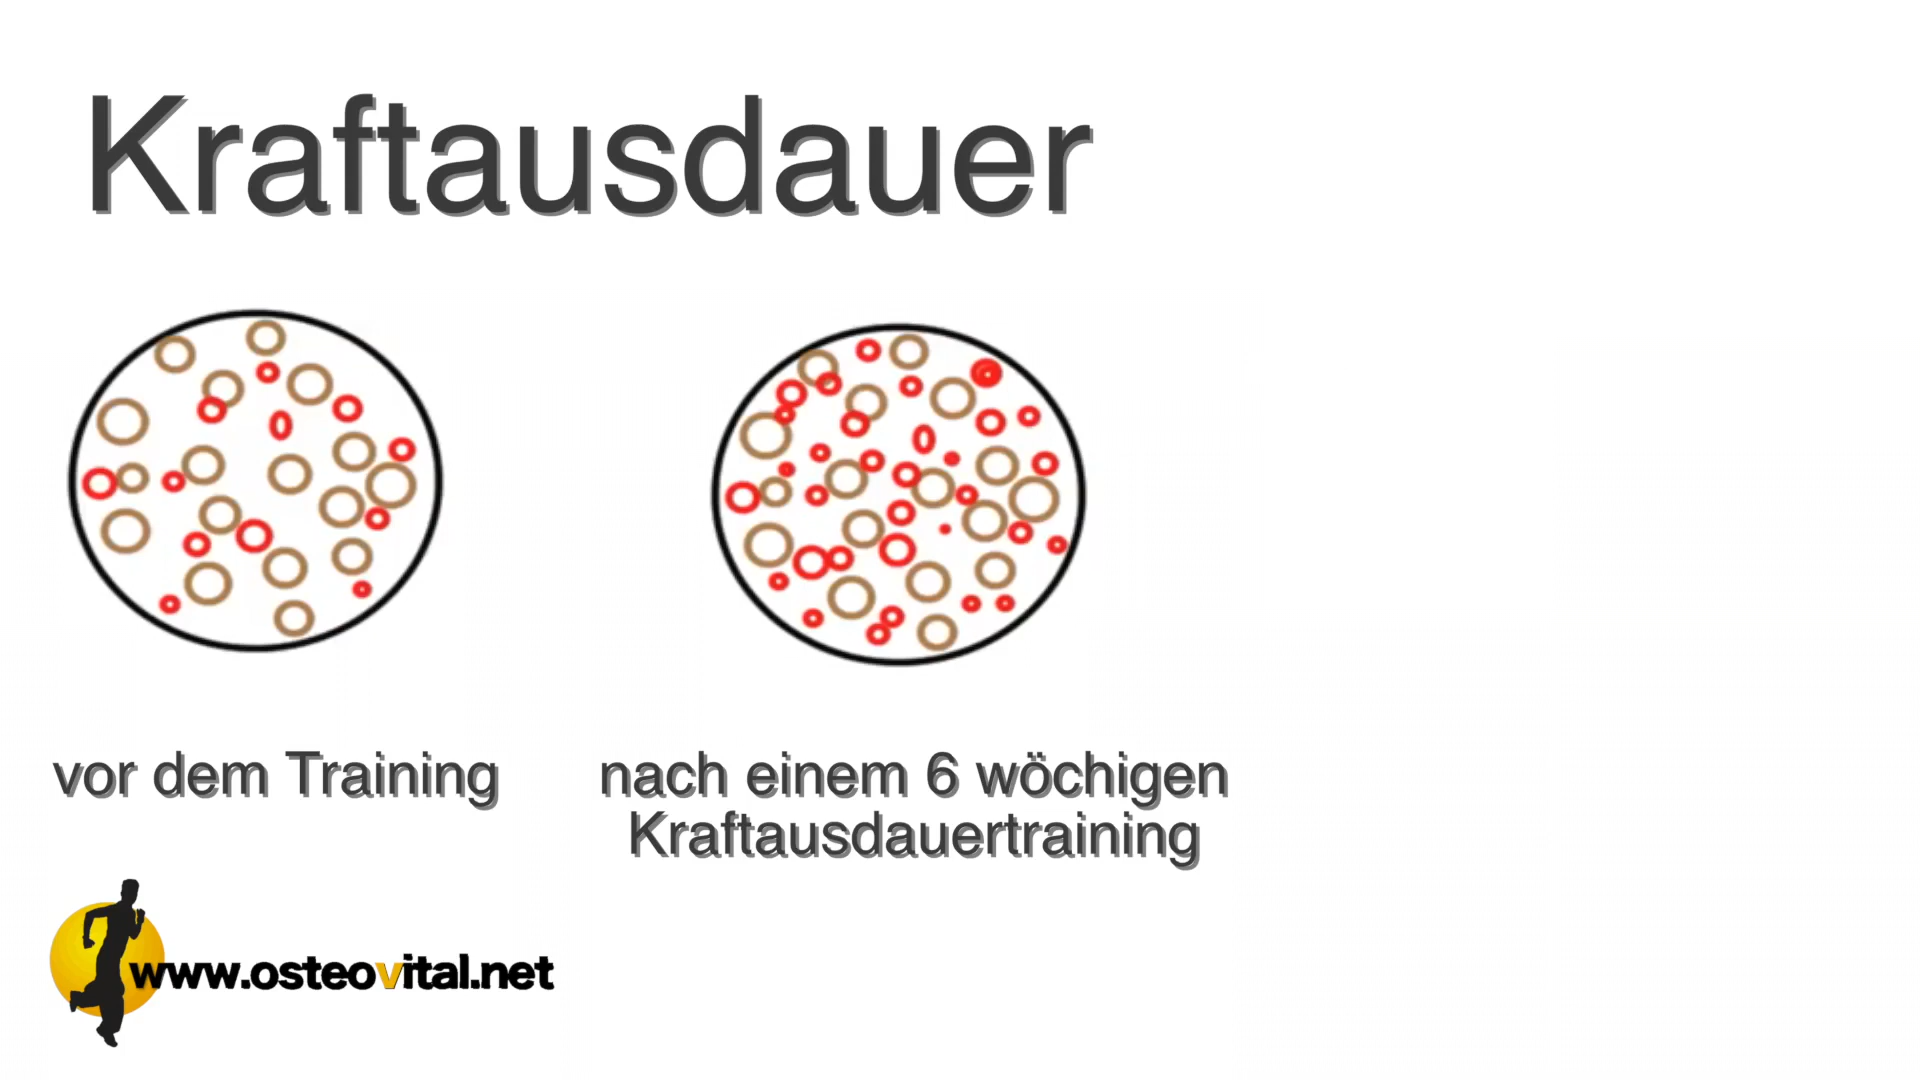 Kraftausdauer
vor dem Training
nach einem 6 wöchigen
Kraftausdauertraining
www.osteovital.net